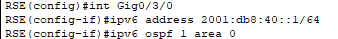 RSE(config)#int Gig0/3/0
RSE(config-if)#ipv6 address 2001:db8:40::1/64
RSE(config-if)#ipv6 ospf 1 area 0